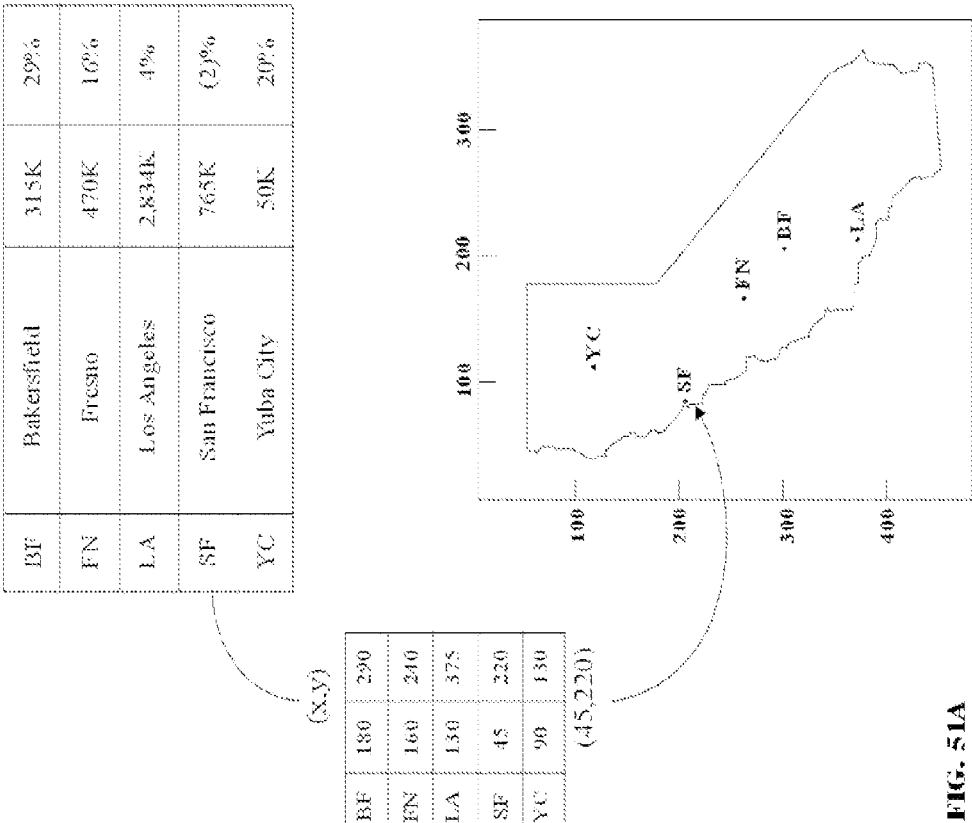 BF Bakersfield 315K 29%
FN Fresno 470K 16%
LA Los Angeles 2,834K 4%
SF San Francisco 765K (2)%
YC Yuba City 50K 20%
(x,y)
BF 180 290
FN 160 240
LA 130 375
SF 45 220
YC 90 130
(45,220)
100 200 300
100
200
300
400
YC
SF
FN
BF
LA
FIG. 51A